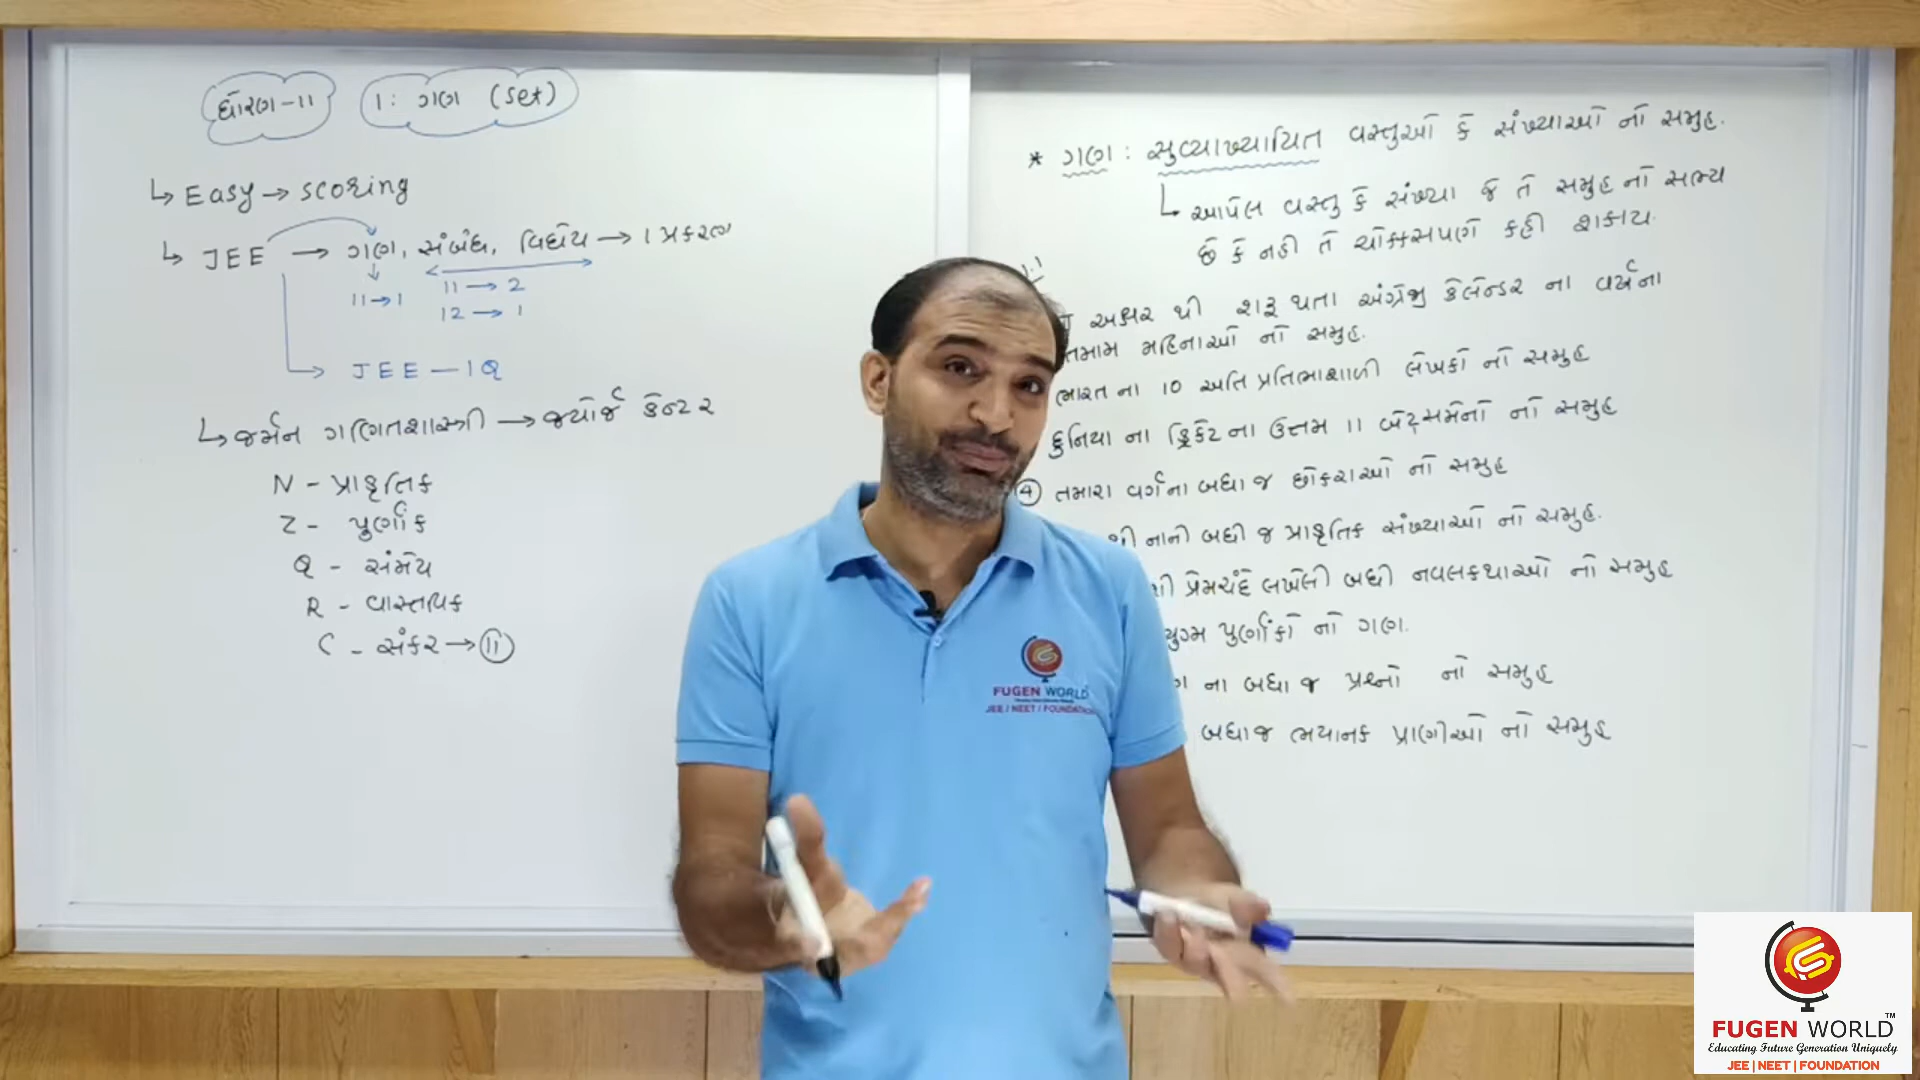 ધોરણ-11
1: ગણ (Set)
↳ Easy → scoring
↳ JEE → ગણ, સંબંધ, વિધેય → 1 પ્રકરણ
11→1
11 → 2
12 → 1
JEE — 1Q
↳ જર્મન ગણિતશાસ્ત્રી → જ્યોર્જ કેન્ટર
N - પ્રાકૃતિક
Z - પુર્ણાંક
Q - સંમેય
R - વાસ્તવિક
C - સંકર → 11
* ગણ : સુવ્યાખ્યાયિત વસ્તુઓ કે સંખ્યાઓ નો સમુહ.
↳ આપેલ વસ્તુ કે સંખ્યા જે તે સમુહ નો સભ્ય
છે કે નહી તે ચોક્કસપણે કહી શકાય.
1.1
અક્ષર થી શરૂ થતા અંગ્રેજી કેલેન્ડર ના વર્ષના
તમામ મહિનાઓ નો સમુહ.
ભારત ના 10 અતિ પ્રતિભાશાળી લેખકો નો સમુહ
દુનિયા ના ક્રિકેટ ના ઉત્તમ 11 બેટ્સમેનો નો સમુહ
④ તમારા વર્ગના બધા જ છોકરાઓ નો સમુહ
થી નાની બધી જ પ્રાકૃતિક સંખ્યાઓ નો સમુહ.
પ્રેમચંદે લખેલી બધી નવલકથાઓ નો સમુહ
યુગ્મ પુર્ણાંકો નો ગણ.
ના બધા જ પ્રશ્નો નો સમુહ
બધાજ ભયાનક પ્રાણીઓ નો સમુહ
FUGEN WORLD
JEE | NEET | FOUNDATION
FUGEN WORLD™
Educating Future Generation Uniquely
JEE | NEET | FOUNDATION